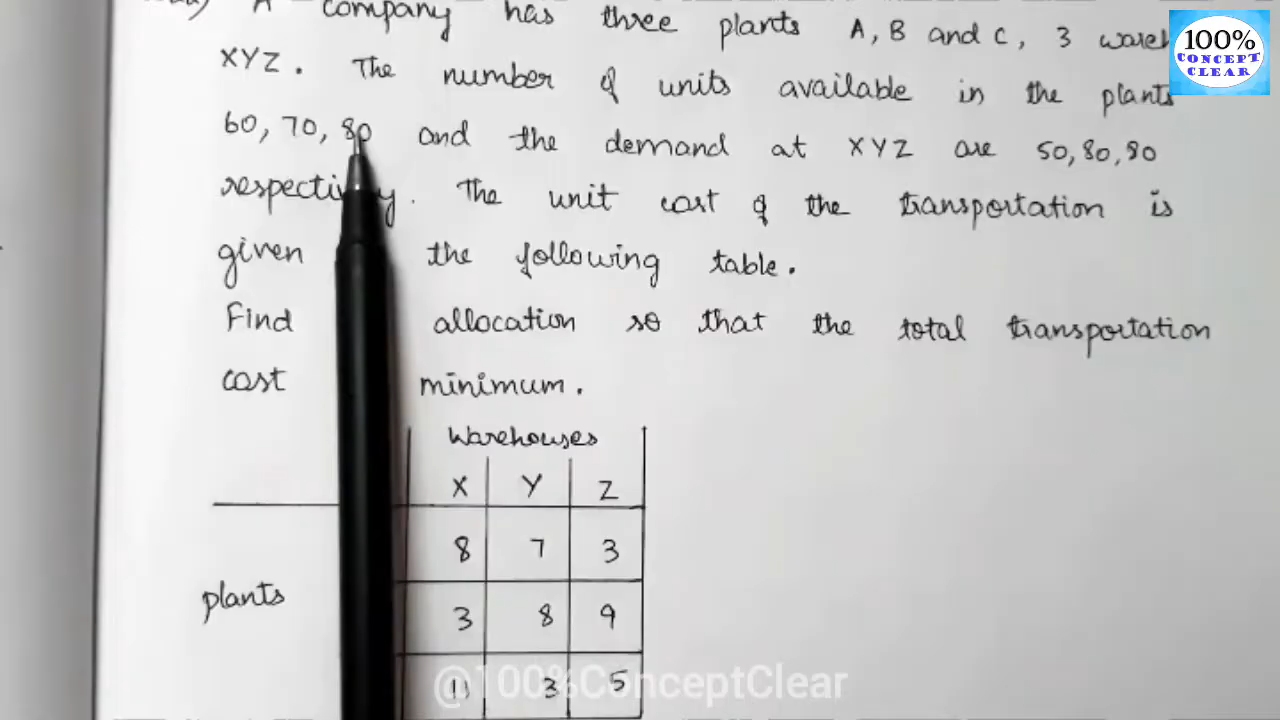 A company has three plants A, B and C, 3 wareh
XYZ. The number of units available in the plants
60, 70, 80 and the demand at XYZ are 50, 80, 80
respectively. The unit cost of the transportation is
given the following table.
Find allocation so that the total transportation
cost minimum.
Warehouses
X Y Z
8 7 3
plants
3 8 9
11 3 5
100%
CONCEPT
CLEAR
@100%ConceptClear